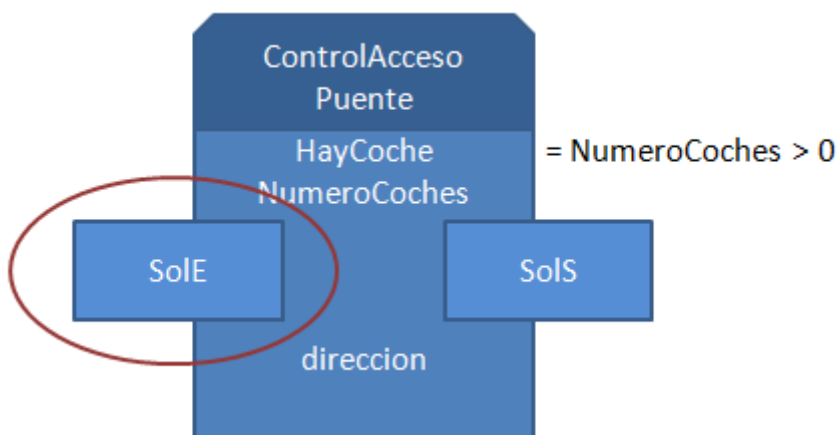 ControlAcceso
Puente
HayCoche
= NumeroCoches > 0
NumeroCoches
SolE
SolS
direccion